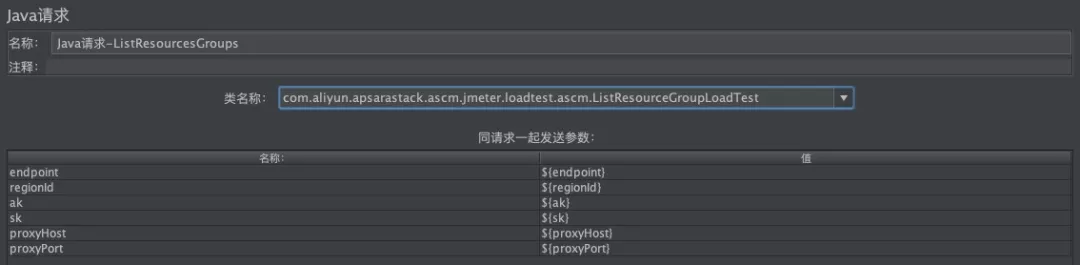 Java请求
名称： Java请求-ListResourcesGroups
注释：
类名称： com.aliyun.apsarastack.ascm.jmeter.loadtest.ascm.ListResourceGroupLoadTest
同请求一起发送参数：
名称： 值
endpoint ${endpoint}
regionId ${regionId}
ak ${ak}
sk ${sk}
proxyHost ${proxyHost}
proxyPort ${proxyPort}